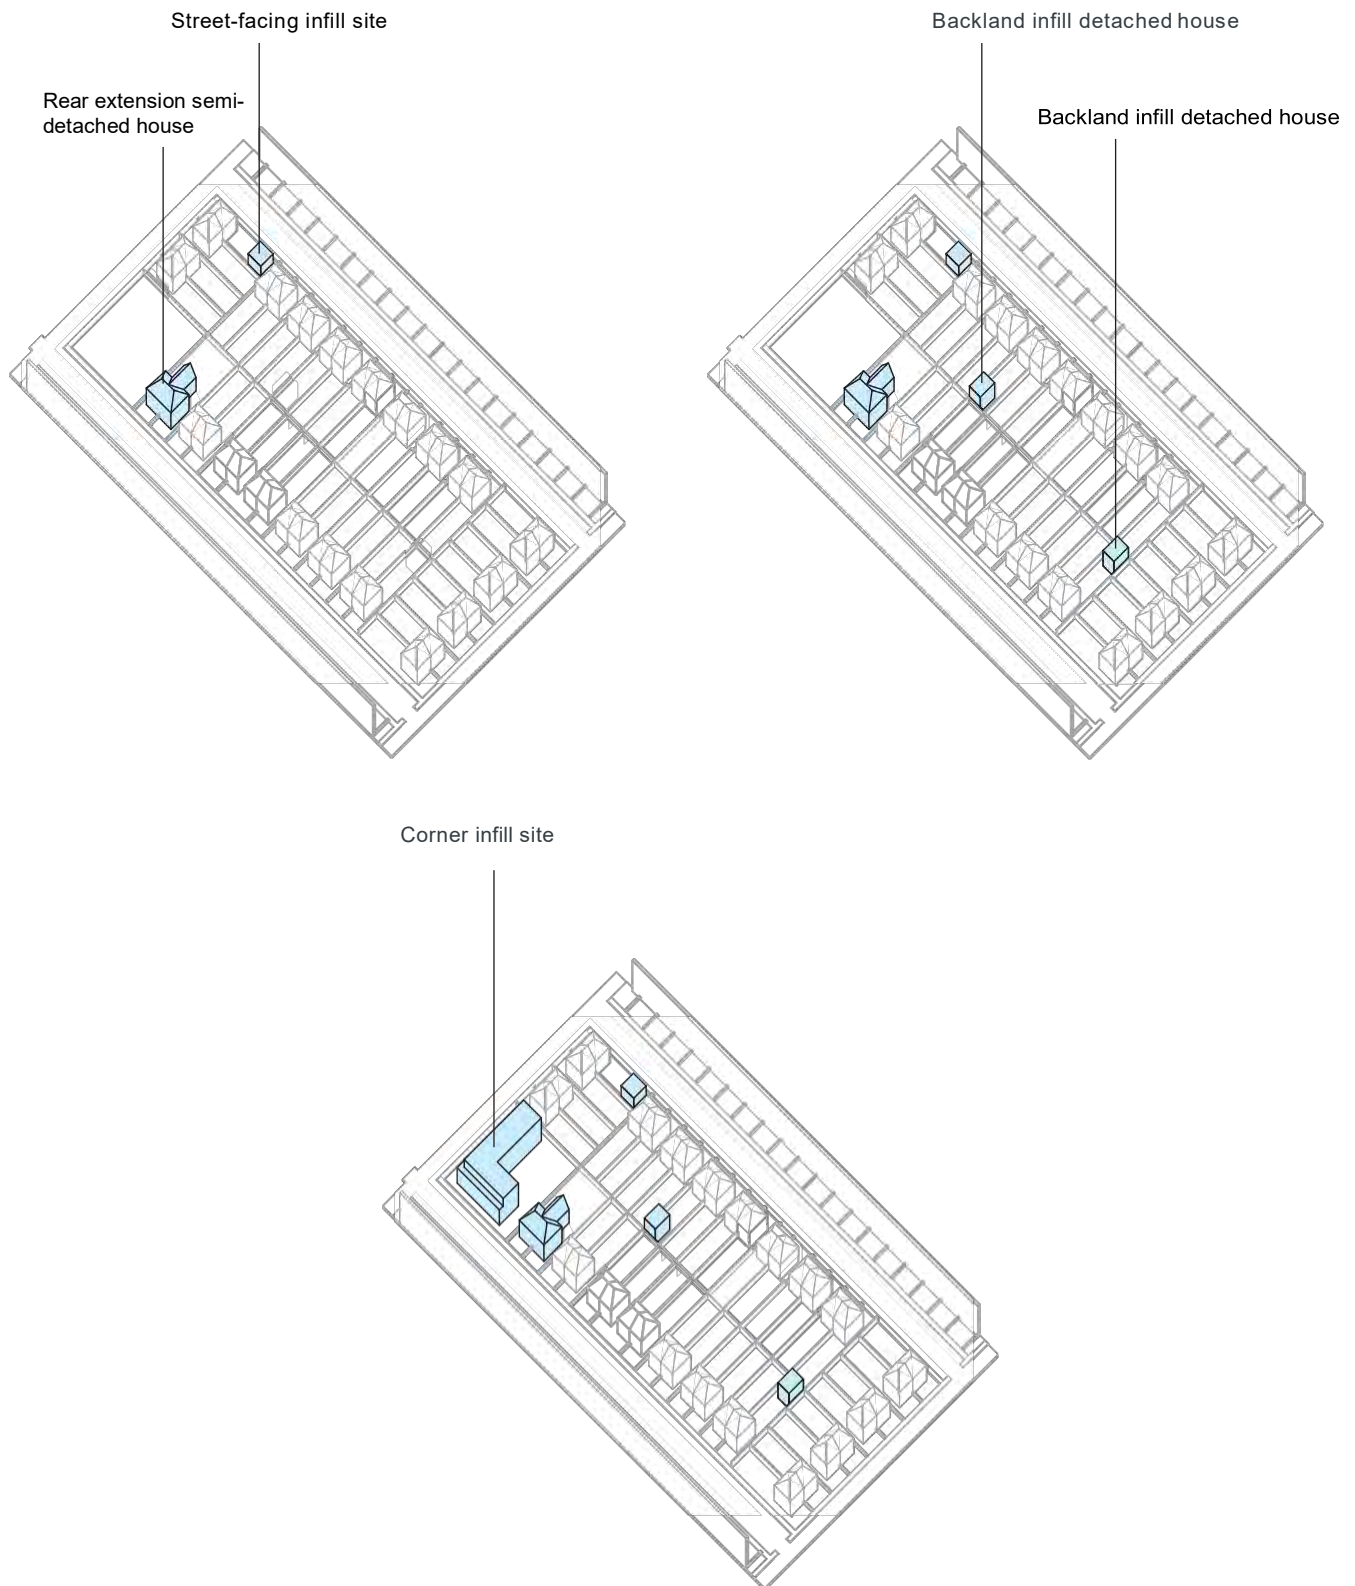 Street-facing infill site
Rear extension semi-
detached house
Backland infill detached house
Backland infill detached house
Corner infill site